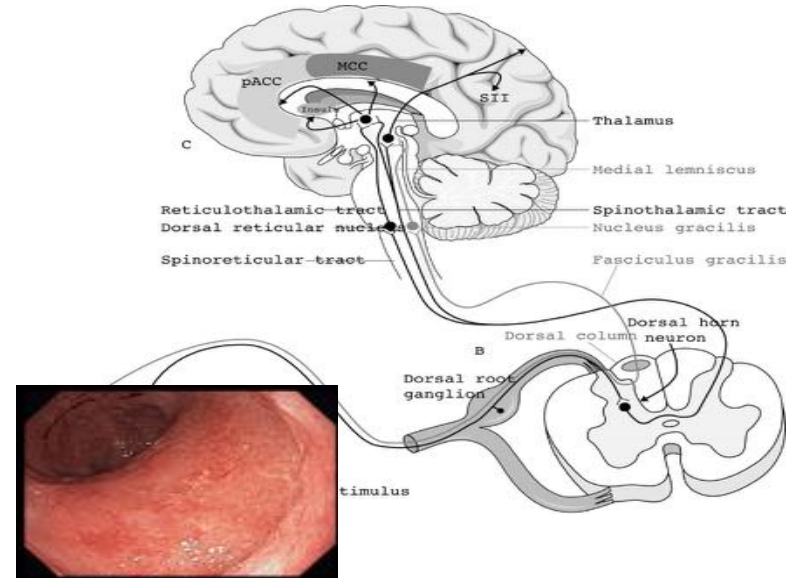 MCC
pACC
SII
Insula
Thalamus
C
Medial lemniscus
Reticulothalamic tract
Spinothalamic tract
Dorsal reticular nucleus
Nucleus gracilis
Spinoreticular tract
Fasciculus gracilis
Dorsal horn
neuron
Dorsal column
B
Dorsal root
ganglion
timulus